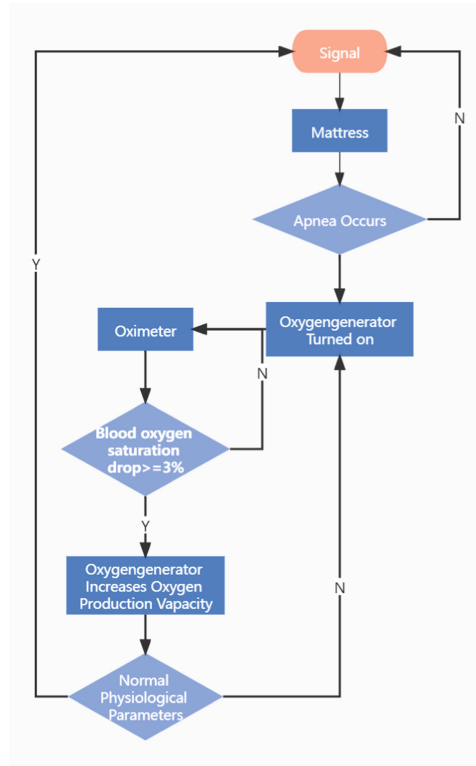 Signal
N
Mattress
Apnea Occurs
Y
Oxygengenerator
Turned on
Oximeter
N
Blood oxygen
saturation
drop>=3%
Y
Oxygengenerator
Increases Oxygen
Production Vapacity
N
Normal
Physiological
Parameters